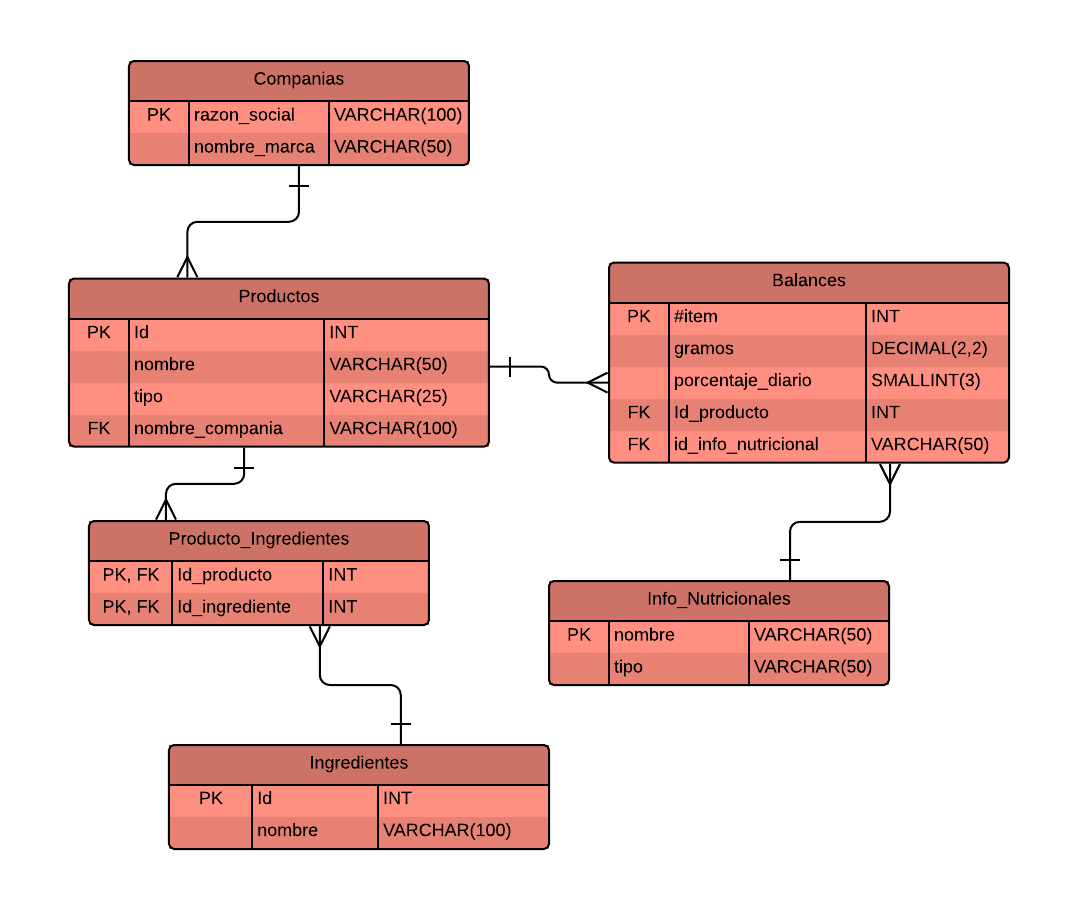 Companias
PK razon_social VARCHAR(100)
nombre_marca VARCHAR(50)
Productos
PK Id INT
nombre VARCHAR(50)
tipo VARCHAR(25)
FK nombre_compania VARCHAR(100)
Balances
PK #item INT
gramos DECIMAL(2,2)
porcentaje_diario SMALLINT(3)
FK Id_producto INT
FK id_info_nutricional VARCHAR(50)
Producto_Ingredientes
PK, FK Id_producto INT
PK, FK Id_ingrediente INT
Info_Nutricionales
PK nombre VARCHAR(50)
tipo VARCHAR(50)
Ingredientes
PK Id INT
nombre VARCHAR(100)